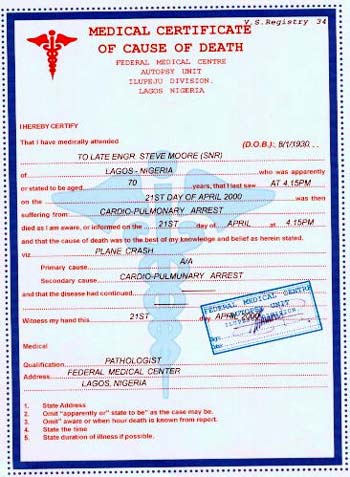 V.S.Registry 34
MEDICAL CERTIFICATE
OF CAUSE OF DEATH
FEDERAL MEDICAL CENTRE
AUTOPSY UNIT
ILUPEJU DIVISION.
LAGOS NIGERIA
I HEREBY CERTIFY
That I have medically attended (D.O.B):, 8/1/1930. . .
TO LATE ENGR. STEVE MOORE (SNR)
of LAGOS - NIGERIA who was apparently
or stated to be aged 70 years, that I last saw AT 4.15PM
on the 21ST DAY OF APRIL 2000 was then
suffering from CARDIO-PULMONARY ARREST
died as I am aware, or informed on the 21ST day of APRIL at 4:15PM
and that the cause of death was to the best of my knowledge and belief as herein stated.
viz PLANE CRASH
Primary cause A/A
Secondary cause CARDIO-PULMONARY ARREST
and that the disease had continued
FEDERAL MEDICAL CENTRE
AUTOPSY UNIT
ILUPEJU DIVISION.
Witness my hand this 21ST day APRIL 2000
Medical
Qualification PATHOLOGIST
Address FEDERAL MEDICAL CENTER
LAGOS, NIGERIA
1. State Address
2. Omit "apparently or" state to be" as the case may be.
3. Omit" aware or when hour death is known from report.
4. State the time
5. State duration of illness if possible.